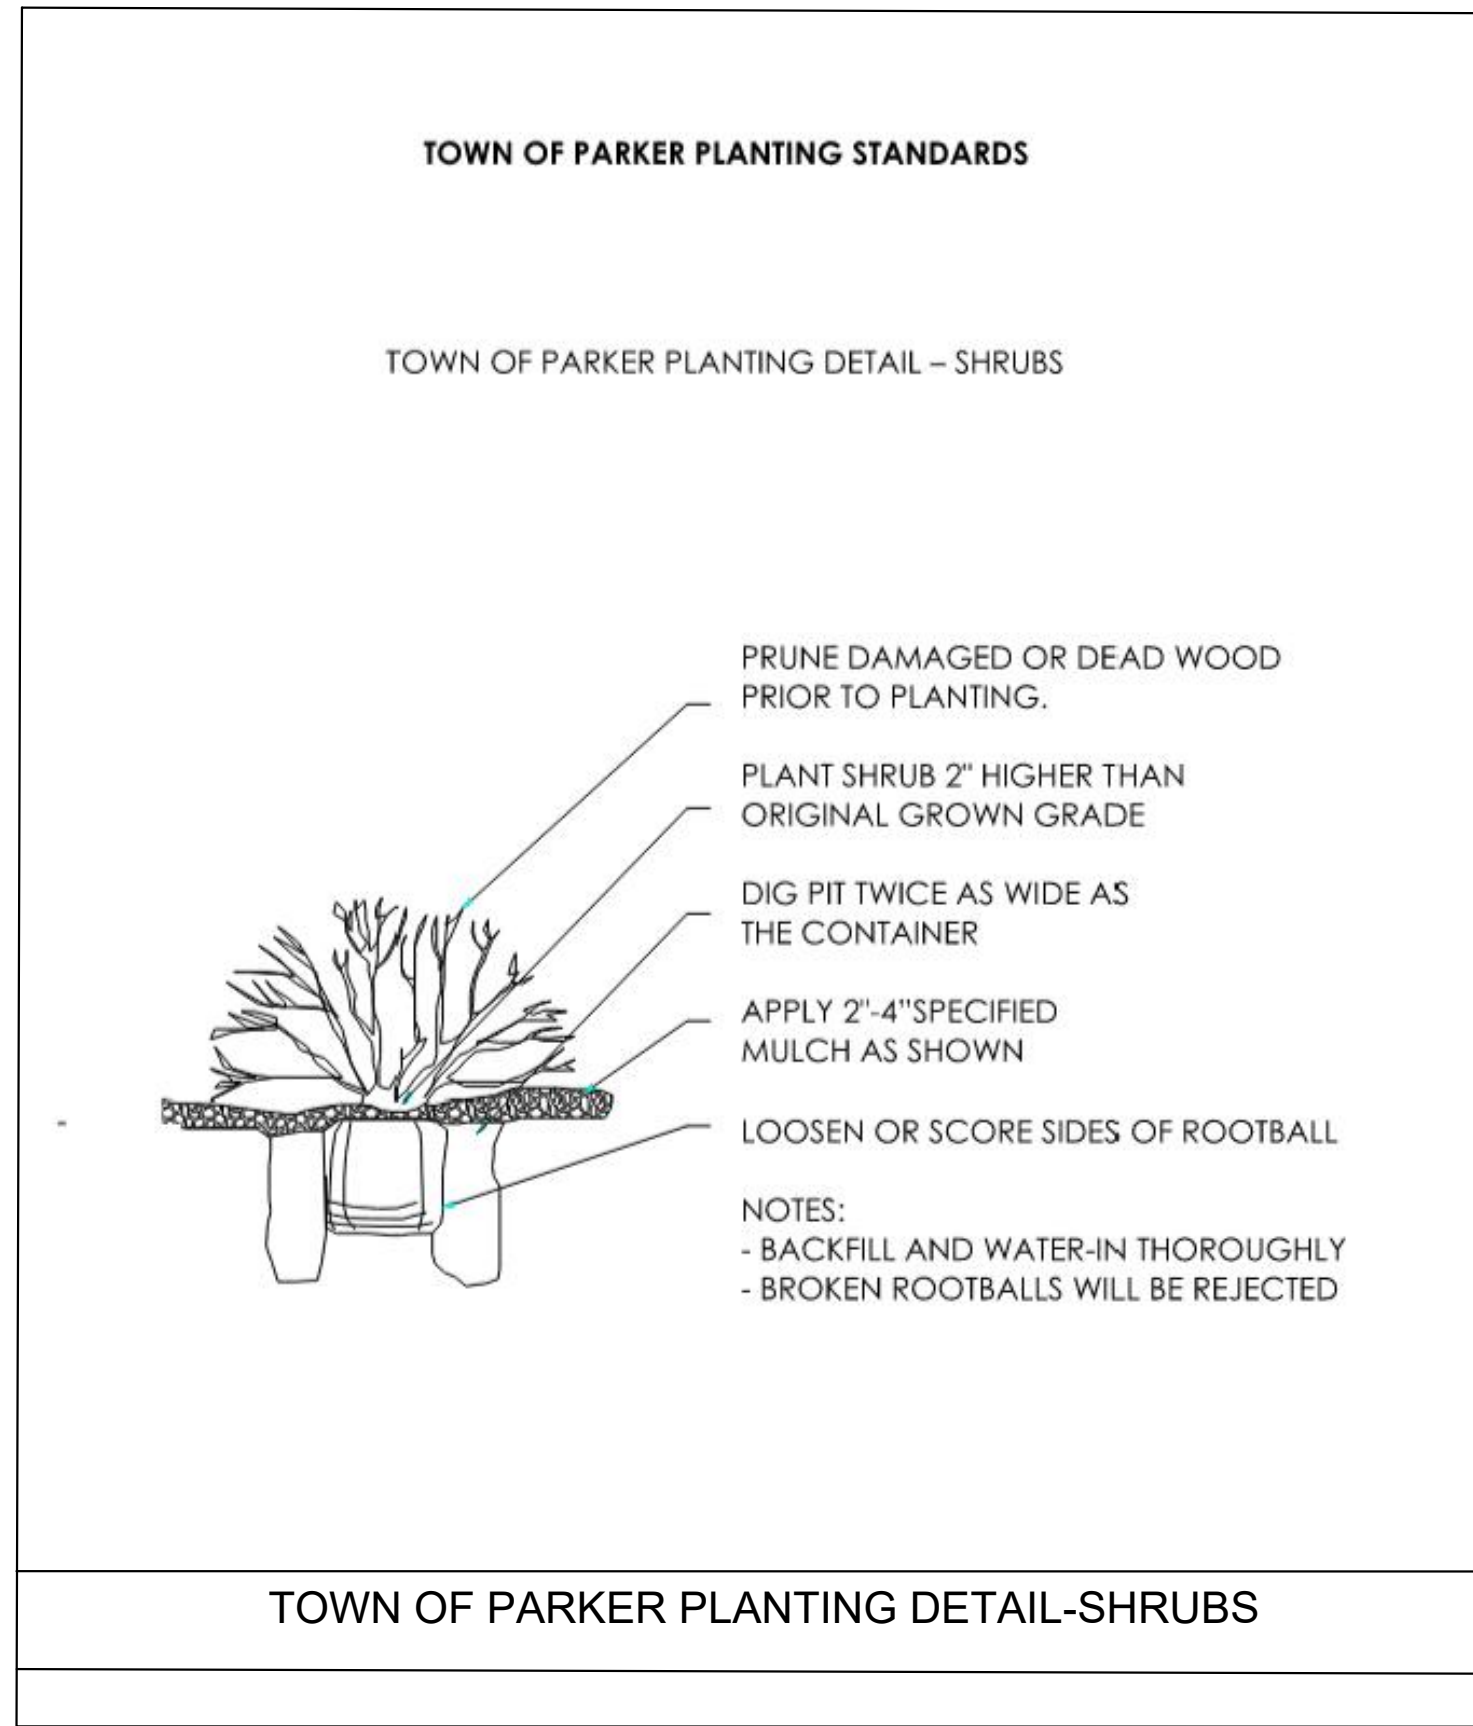 TOWN OF PARKER PLANTING STANDARDS
TOWN OF PARKER PLANTING DETAIL – SHRUBS
PRUNE DAMAGED OR DEAD WOOD
PRIOR TO PLANTING.
PLANT SHRUB 2" HIGHER THAN
ORIGINAL GROWN GRADE
DIG PIT TWICE AS WIDE AS
THE CONTAINER
APPLY 2"-4"SPECIFIED
MULCH AS SHOWN
LOOSEN OR SCORE SIDES OF ROOTBALL
NOTES:
- BACKFILL AND WATER-IN THOROUGHLY
- BROKEN ROOTBALLS WILL BE REJECTED
TOWN OF PARKER PLANTING DETAIL-SHRUBS